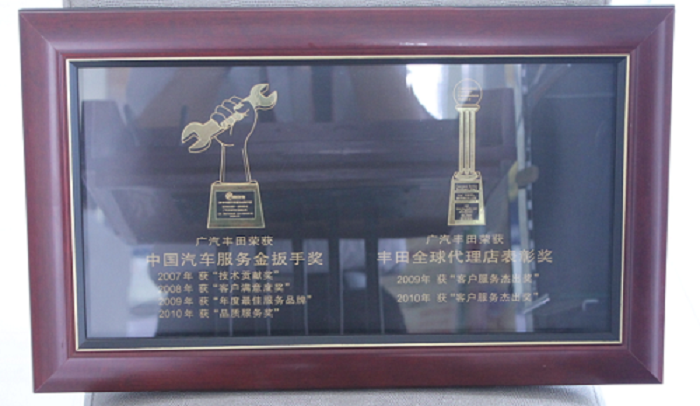 广汽丰田荣获
中国汽车服务金扳手奖
2007年 获“技术贡献奖”
2008年 获“客户满意度奖”
2009年 获“年度最佳服务品牌”
2010年 获“品质服务奖”
广汽丰田荣获
丰田全球代理店表彰奖
2009年 获“客户服务杰出奖”
2010年 获“客户服务杰出奖”